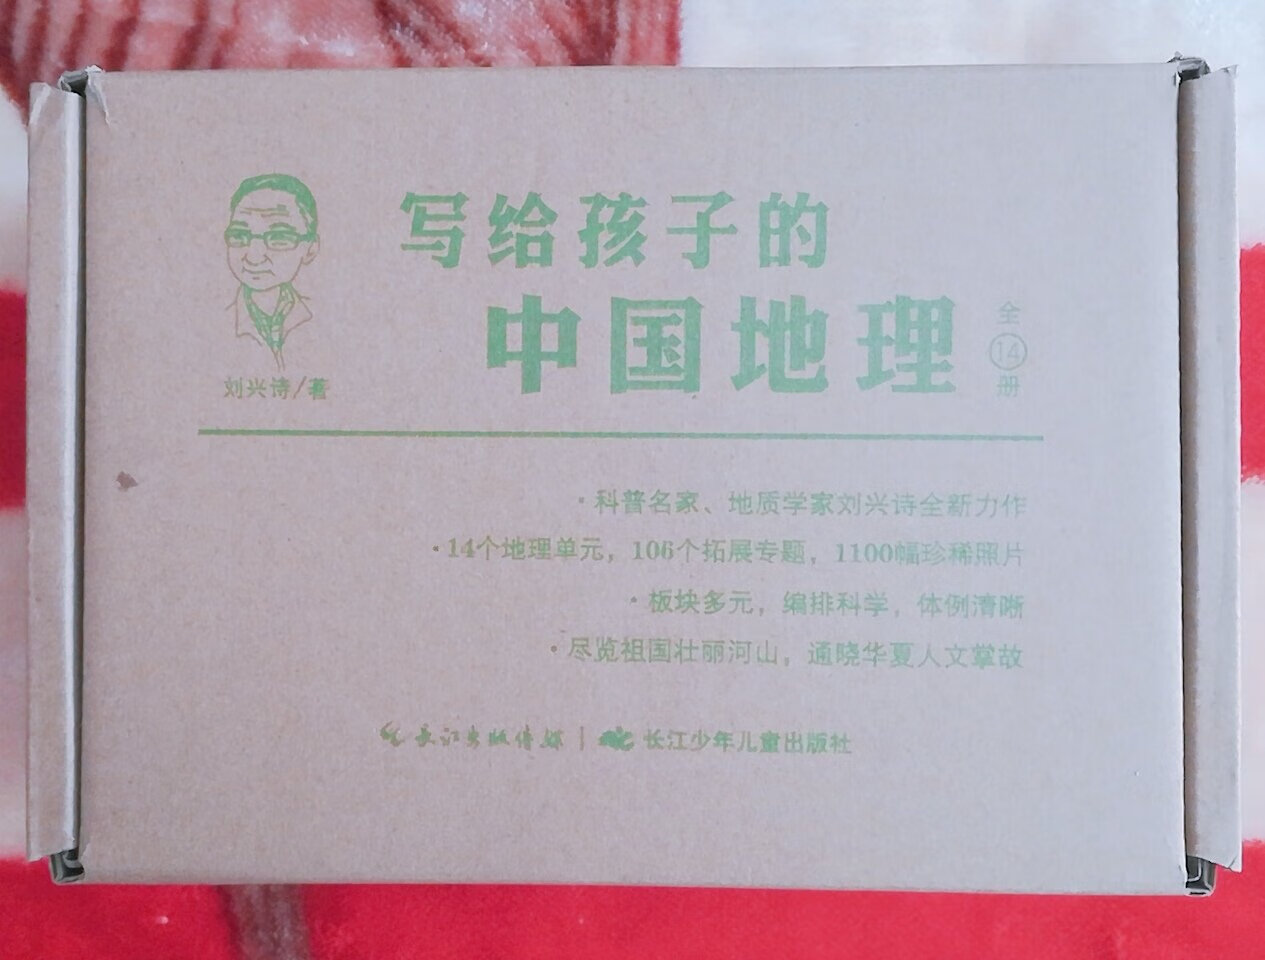 写给孩子的
中国地理
全14册
刘兴诗/著
·科普名家、地质学家刘兴诗全新力作
·14个地理单元，106个拓展专题，1100幅珍稀照片
·板块多元，编排科学，体例清晰
·尽览祖国壮丽河山，通晓华夏人文掌故
长江出版传媒 | 长江少年儿童出版社